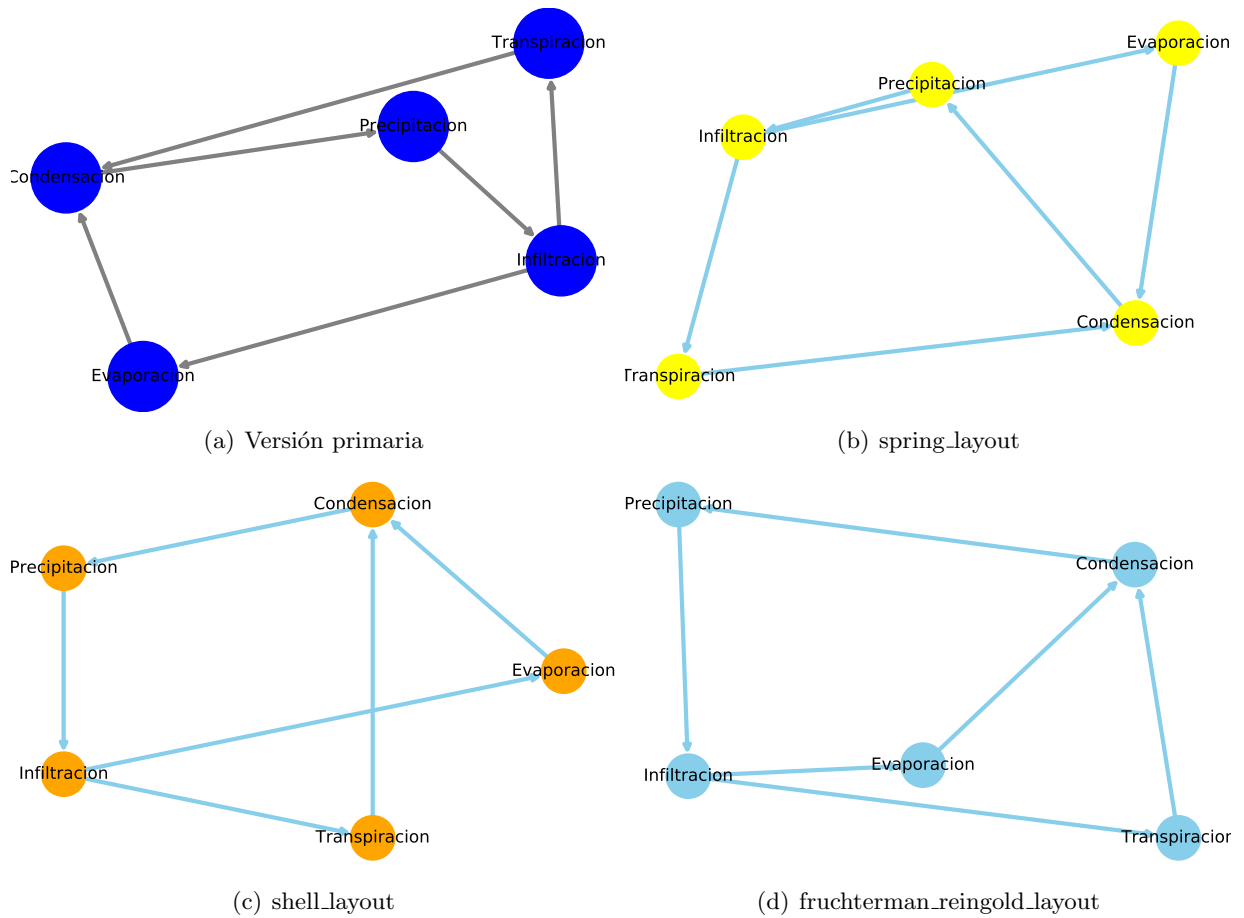 Transpiracion
Precipitacion
Condensacion
Infiltracion
Evaporacion
(a) Versión primaria
Evaporacion
Precipitacion
Infiltracion
Condensacion
Transpiracion
(b) spring_layout
Condensacion
Precipitacion
Evaporacion
Infiltracion
Transpiracion
(c) shell_layout
Precipitacion
Condensacion
Evaporacion
Infiltracion
Transpiracion
(d) fruchterman_reingold_layout